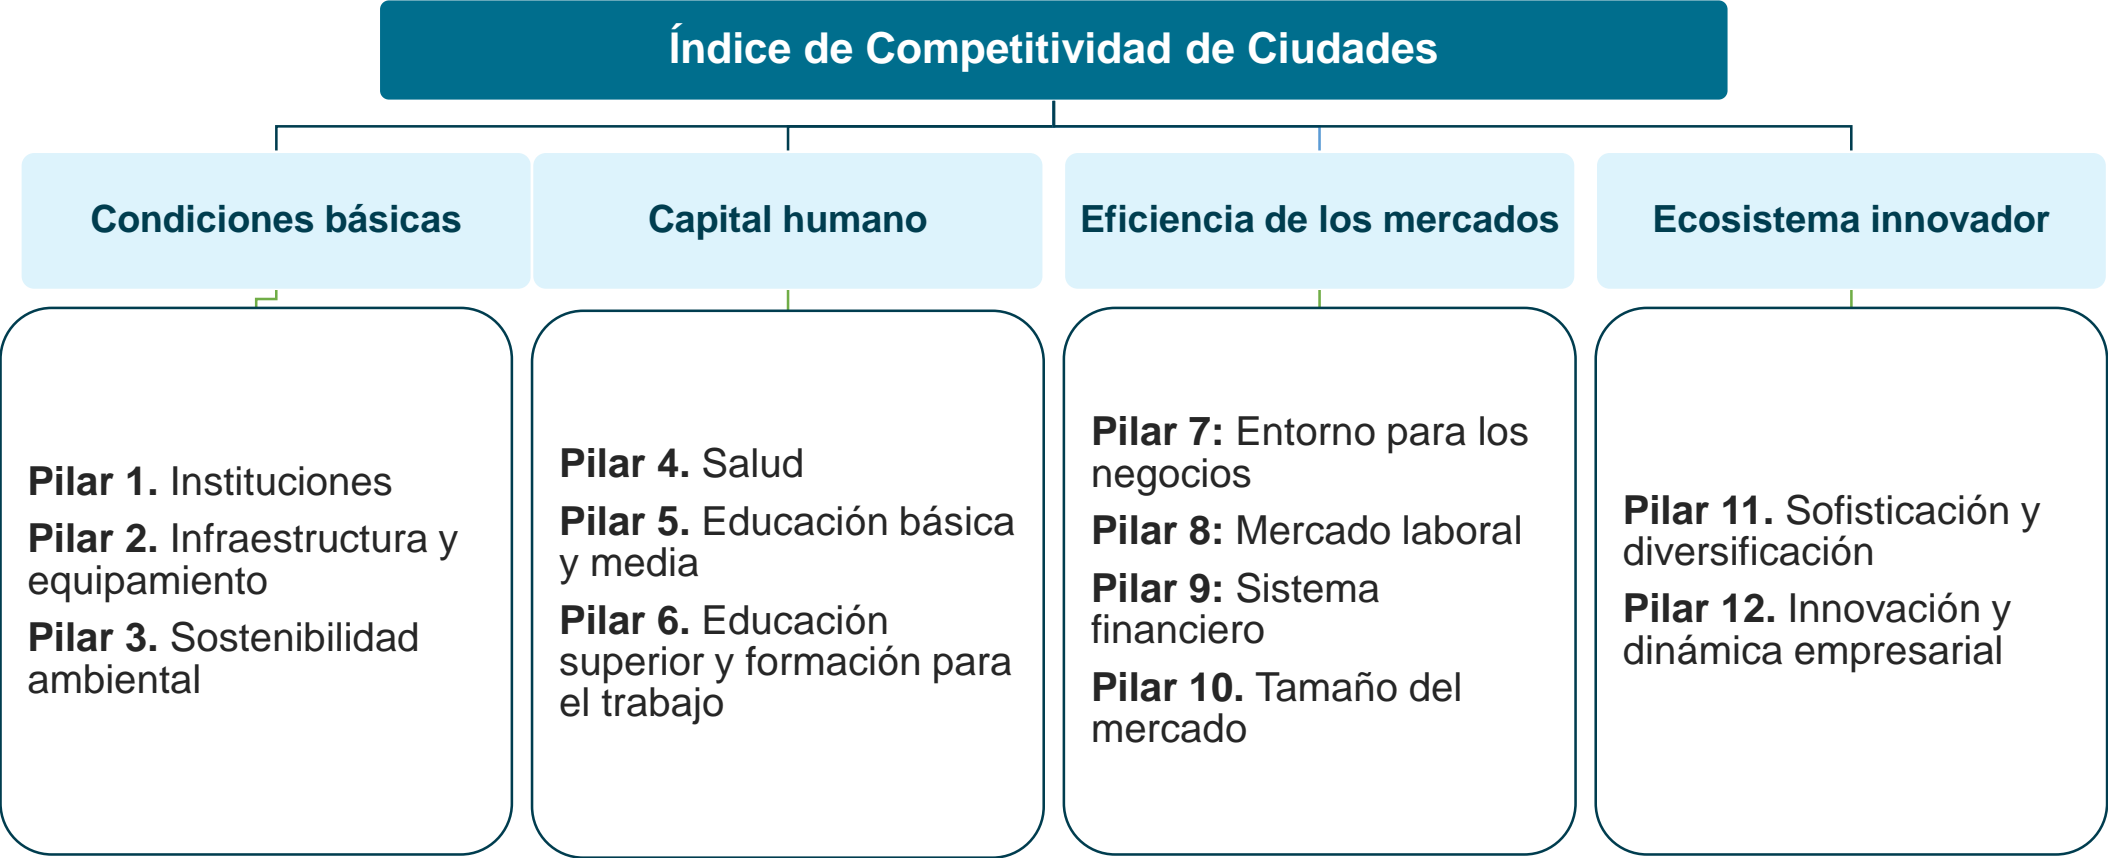 Índice de Competitividad de Ciudades
Condiciones básicas
Capital humano
Eficiencia de los mercados
Ecosistema innovador
Pilar 1. Instituciones
Pilar 2. Infraestructura y
equipamiento
Pilar 3. Sostenibilidad
ambiental
Pilar 4. Salud
Pilar 5. Educación básica
y media
Pilar 6. Educación
superior y formación para
el trabajo
Pilar 7: Entorno para los
negocios
Pilar 8: Mercado laboral
Pilar 9: Sistema
financiero
Pilar 10. Tamaño del
mercado
Pilar 11. Sofisticación y
diversificación
Pilar 12. Innovación y
dinámica empresarial